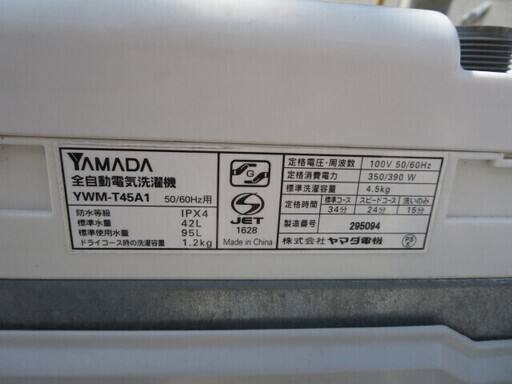 YAMADA
全自動電気洗濯機
YWM-T45A1 50/60Hz用
防水等級 IPX4
標準水量 42L
標準使用水量 95L
ドライコース時の洗濯容量 1.2kg
G
S
JET
1628
Made in China
定格電圧・周波数 100V 50/60Hz
定格消費電力 350/390 W
標準洗濯容量 4.5kg
標準コース スピードコース 洗いのみ
34分 24分 15分
製造番号 295094
株式会社 ヤマダ電機